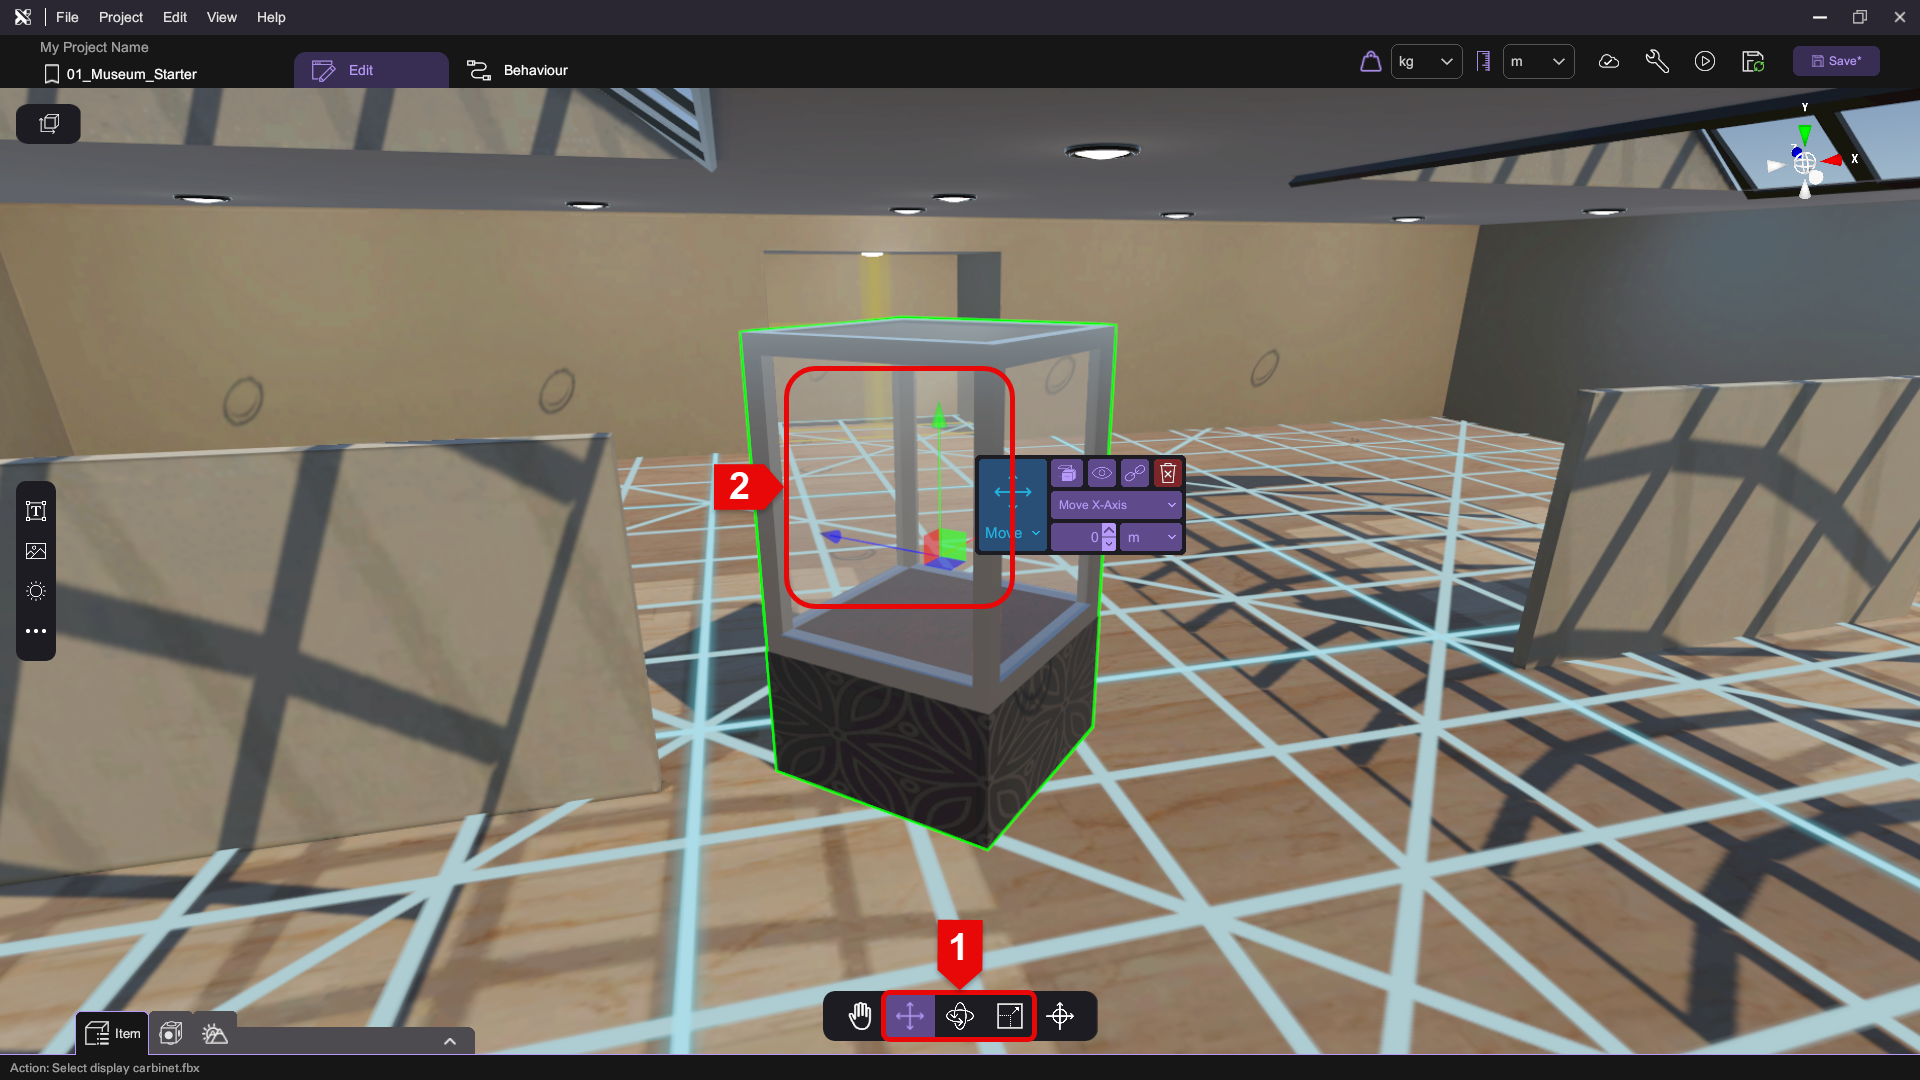 File Project Edit View Help
My Project Name
01_Museum_Starter
Edit
Behaviour
kg
m
Save*
Y
X
Z
2
Move
Move X-Axis
0
m
1
Item
Action: Select display carbinet.fbx